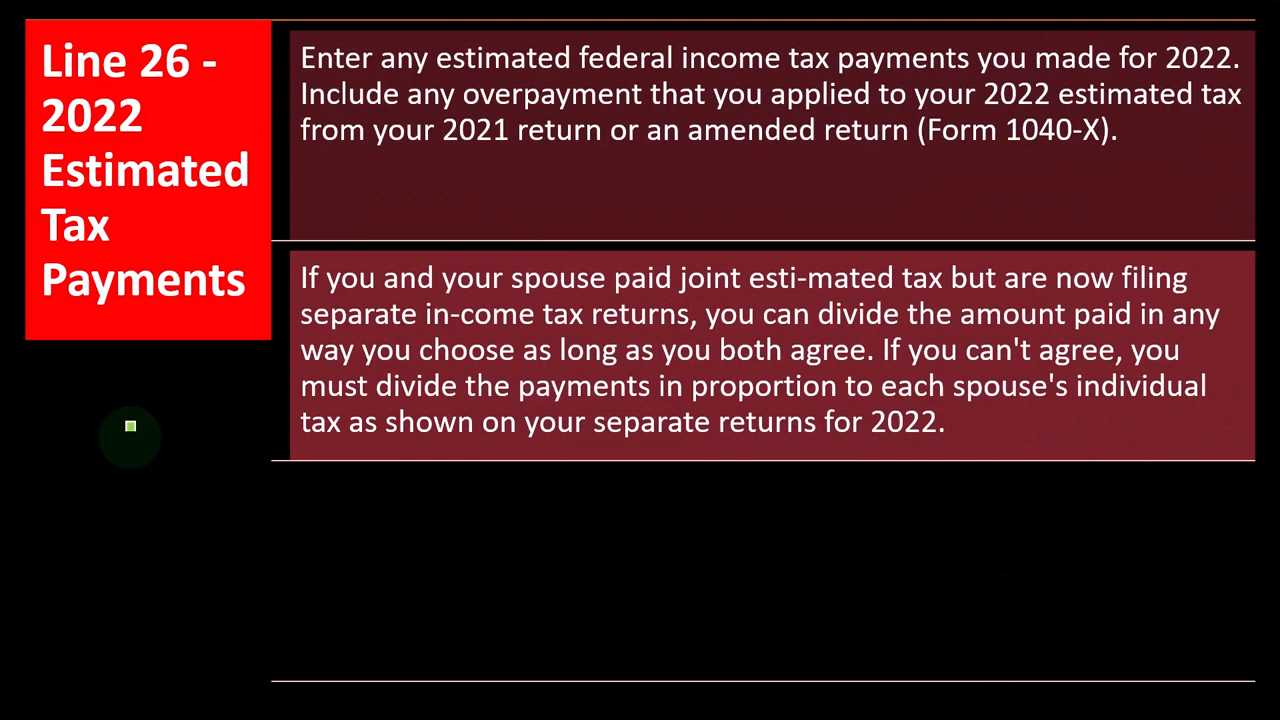 Line 26 -
2022
Estimated
Tax
Payments
Enter any estimated federal income tax payments you made for 2022.
Include any overpayment that you applied to your 2022 estimated tax
from your 2021 return or an amended return (Form 1040-X).
If you and your spouse paid joint esti-mated tax but are now filing
separate in-come tax returns, you can divide the amount paid in any
way you choose as long as you both agree. If you can't agree, you
must divide the payments in proportion to each spouse's individual
tax as shown on your separate returns for 2022.